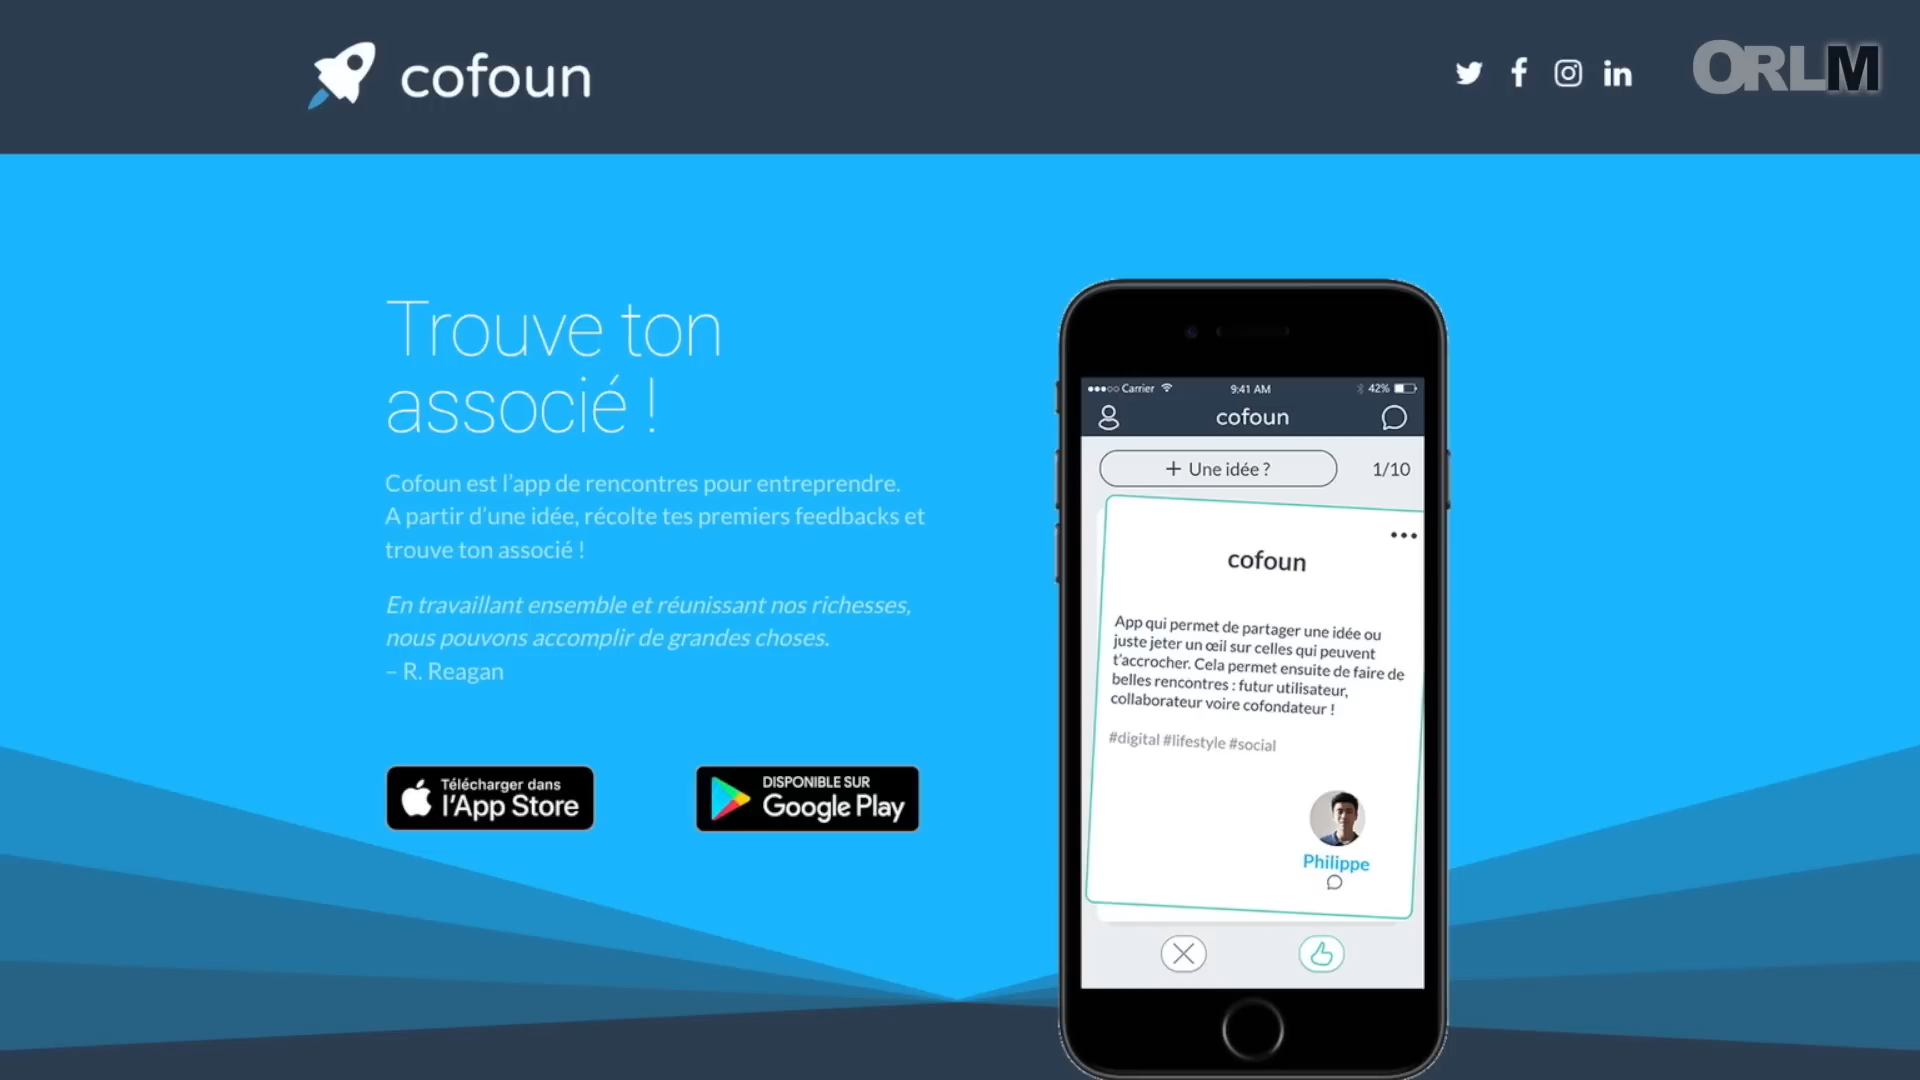 cofoun
ORLM
Trouve ton
associé !
Cofoun est l'app de rencontres pour entreprendre.
A partir d'une idée, récolte tes premiers feedbacks et
trouve ton associé !
En travaillant ensemble et réunissant nos richesses,
nous pouvons accomplir de grandes choses.
– R. Reagan
Télécharger dans
l'App Store
DISPONIBLE SUR
Google Play
Carrier 9:41 AM 42%
cofoun
+ Une idée ? 1/10
cofoun
App qui permet de partager une idée ou
juste jeter un œil sur celles qui peuvent
t'accrocher. Cela permet ensuite de faire de
belles rencontres : futur utilisateur,
collaborateur voire cofondateur !
#digital #lifestyle #social
Philippe